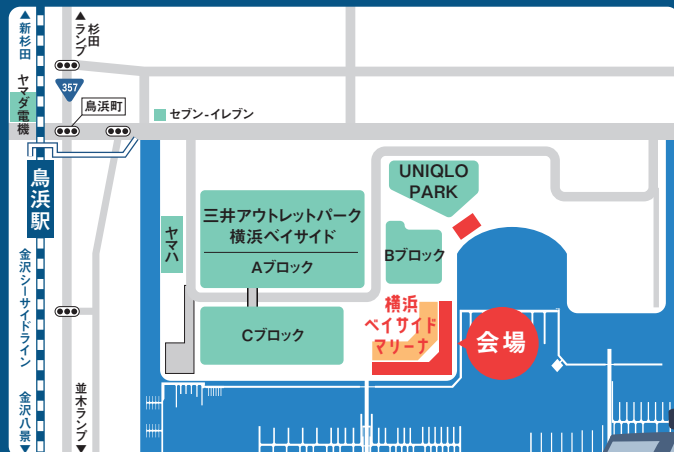 ▲新杉田
▲杉田ランプ
ヤマダ電機
357
鳥浜町
セブン-イレブン
鳥浜駅
UNIQLO
PARK
三井アウトレットパーク
横浜ベイサイド
Aブロック
ヤマハ
Bブロック
金沢シーサイドライン
Cブロック
横浜
ベイサイド
マリーナ
会場
並木ランプ▼
金沢八景▼